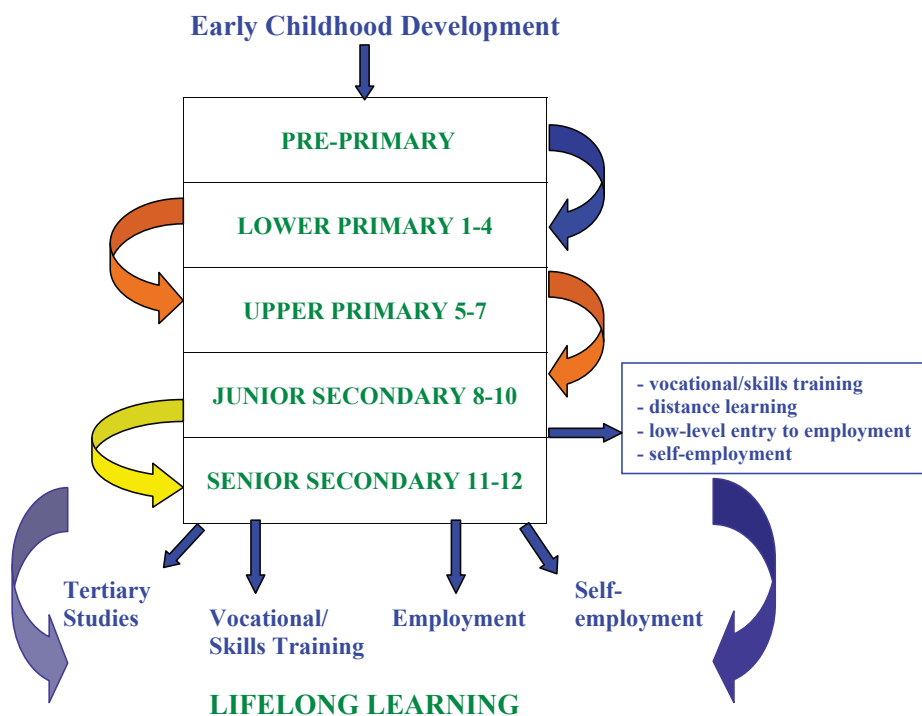 Early Childhood Development
PRE-PRIMARY
LOWER PRIMARY 1-4
UPPER PRIMARY 5-7
JUNIOR SECONDARY 8-10
- vocational/skills training
- distance learning
- low-level entry to employment
- self-employment
SENIOR SECONDARY 11-12
Tertiary
Studies
Vocational/
Skills Training
Employment
Self-
employment
LIFELONG LEARNING